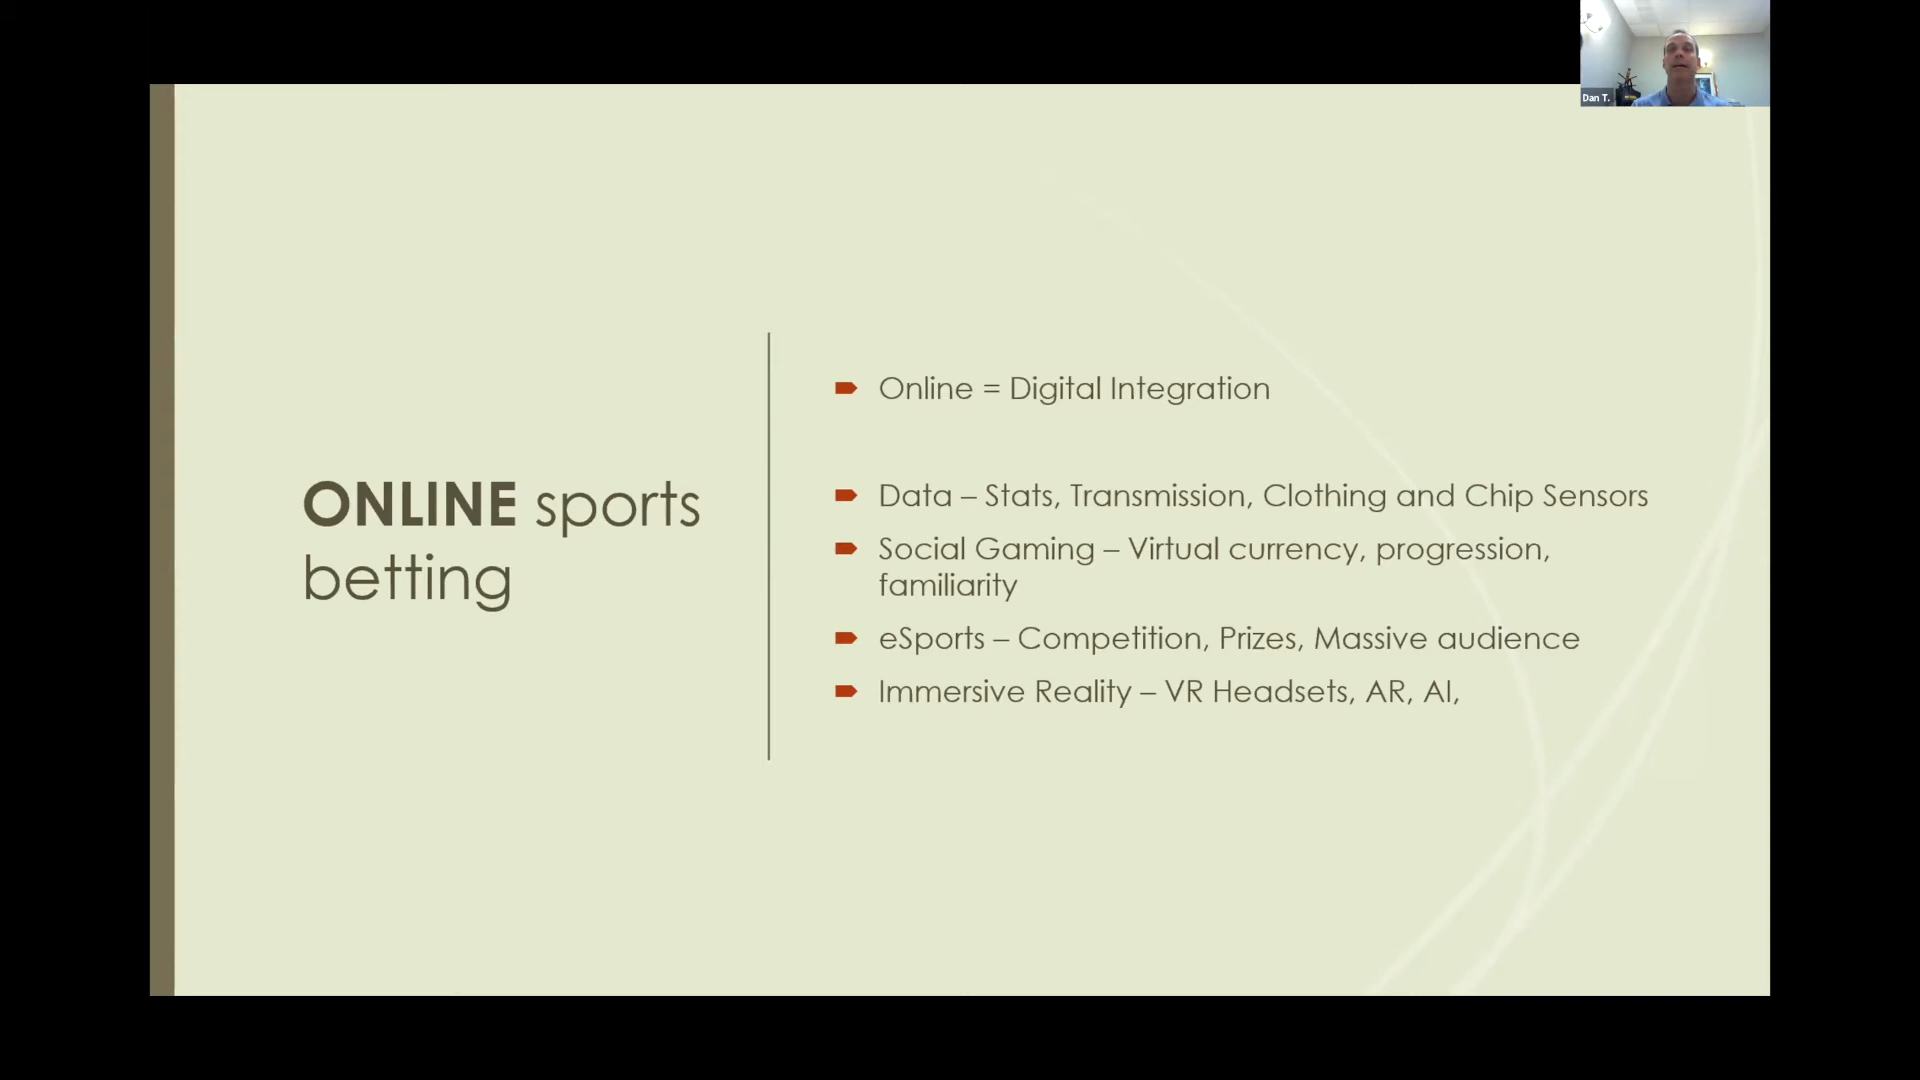 Dan T.
ONLINE sports
betting
Online = Digital Integration
Data – Stats, Transmission, Clothing and Chip Sensors
Social Gaming – Virtual currency, progression,
familiarity
eSports – Competition, Prizes, Massive audience
Immersive Reality – VR Headsets, AR, AI,